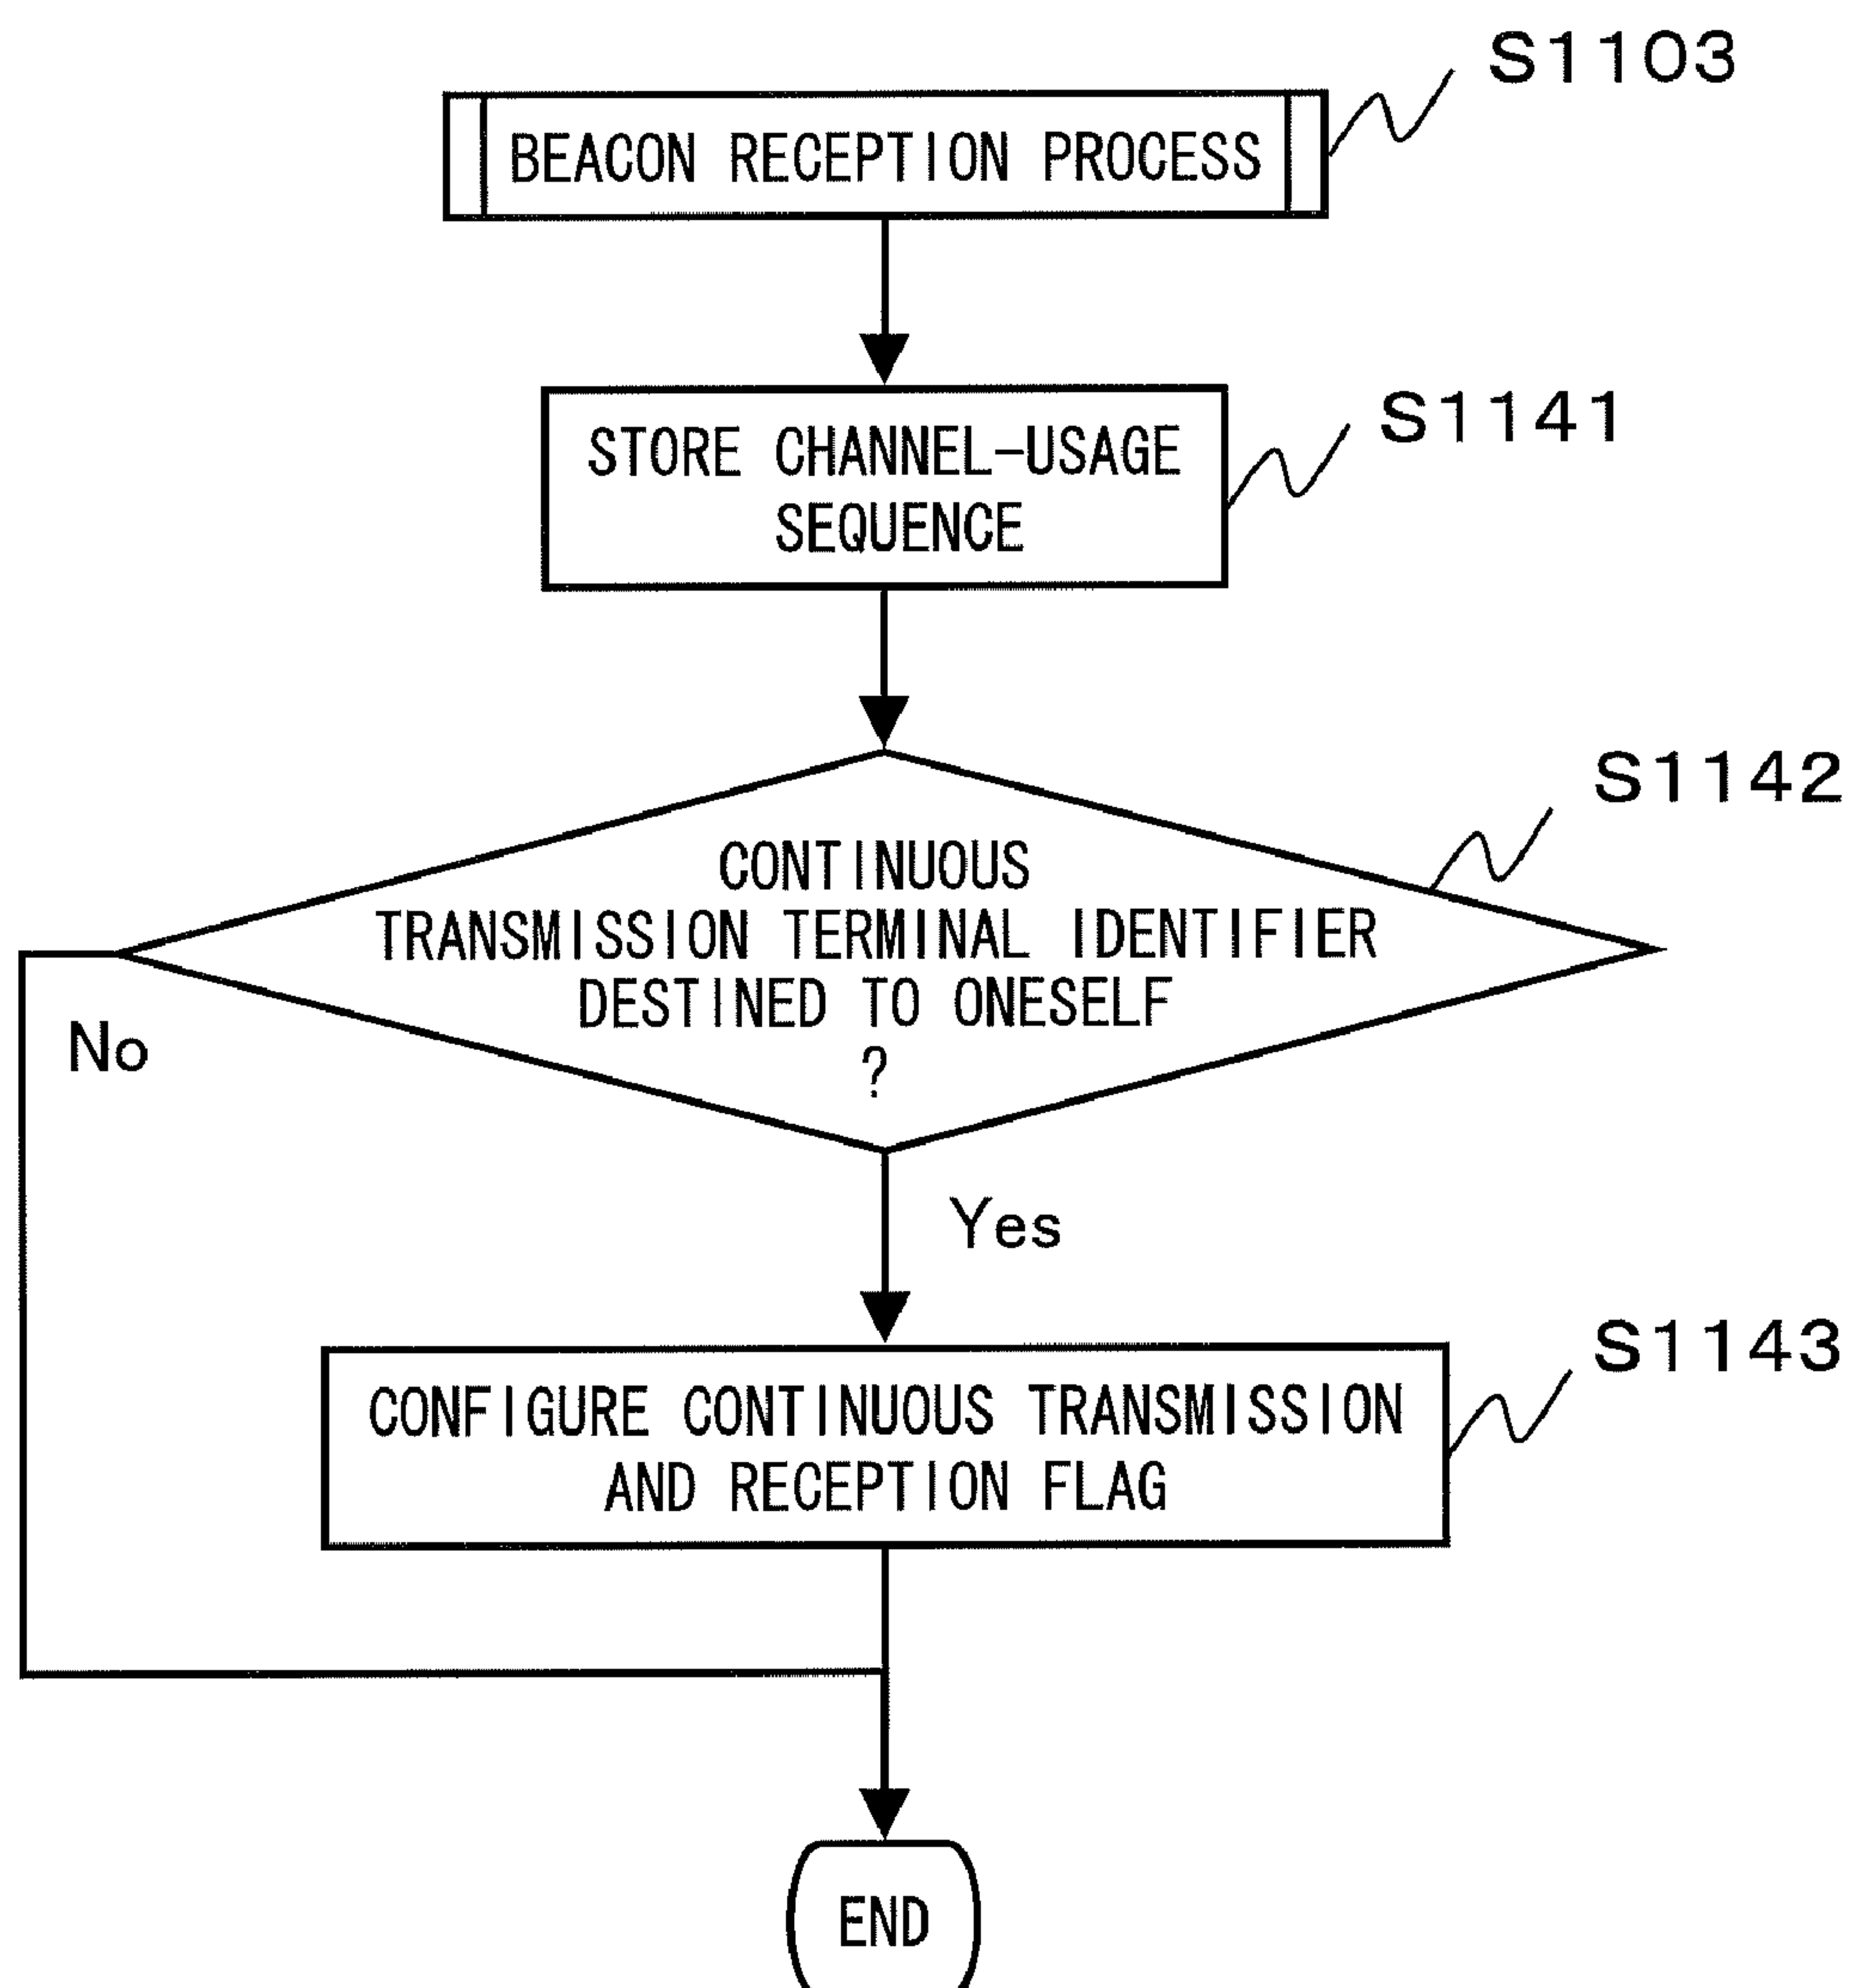 S1103
BEACON RECEPTION PROCESS
S1141
STORE CHANNEL-USAGE
SEQUENCE
S1142
CONTINUOUS
TRANSMISSION TERMINAL IDENTIFIER
DESTINED TO ONESELF
?
No
Yes
S1143
CONFIGURE CONTINUOUS TRANSMISSION
AND RECEPTION FLAG
END